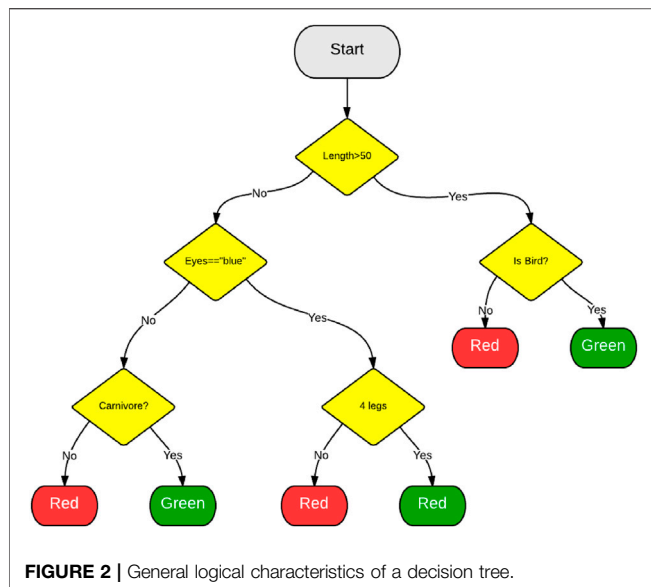 Start
Length>50
No
Yes
Eyes=="blue"
Is Bird?
No
Yes
No
Yes
Red
Green
Carnivore?
4 legs
No
Yes
No
Yes
Red
Green
Red
Red
FIGURE 2 | General logical characteristics of a decision tree.